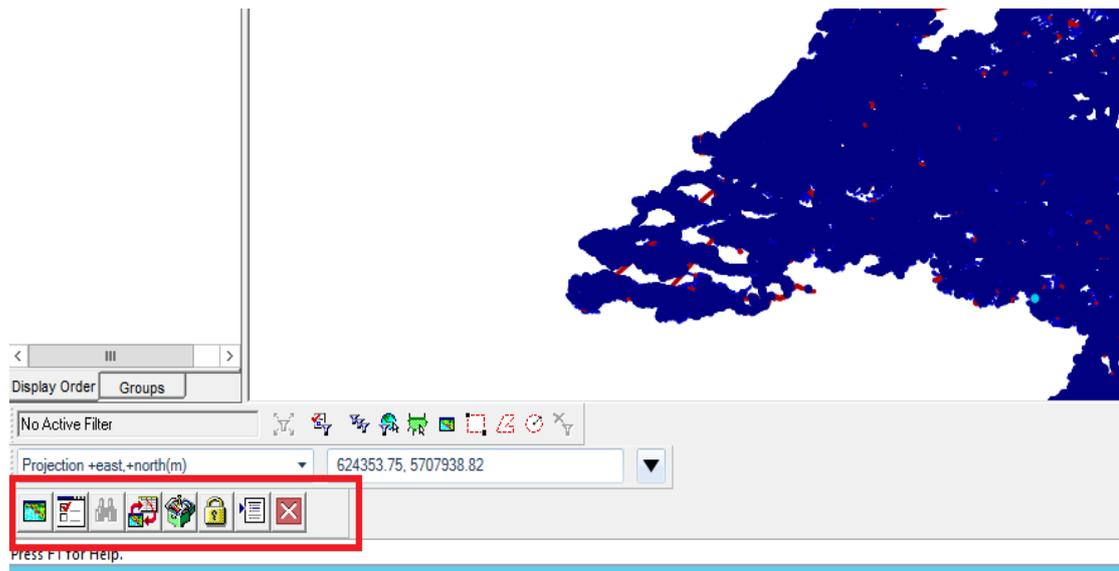 Display Order Groups
No Active Filter
Projection +east,+north(m) 624353.75, 5707938.82
Press F1 for Help.